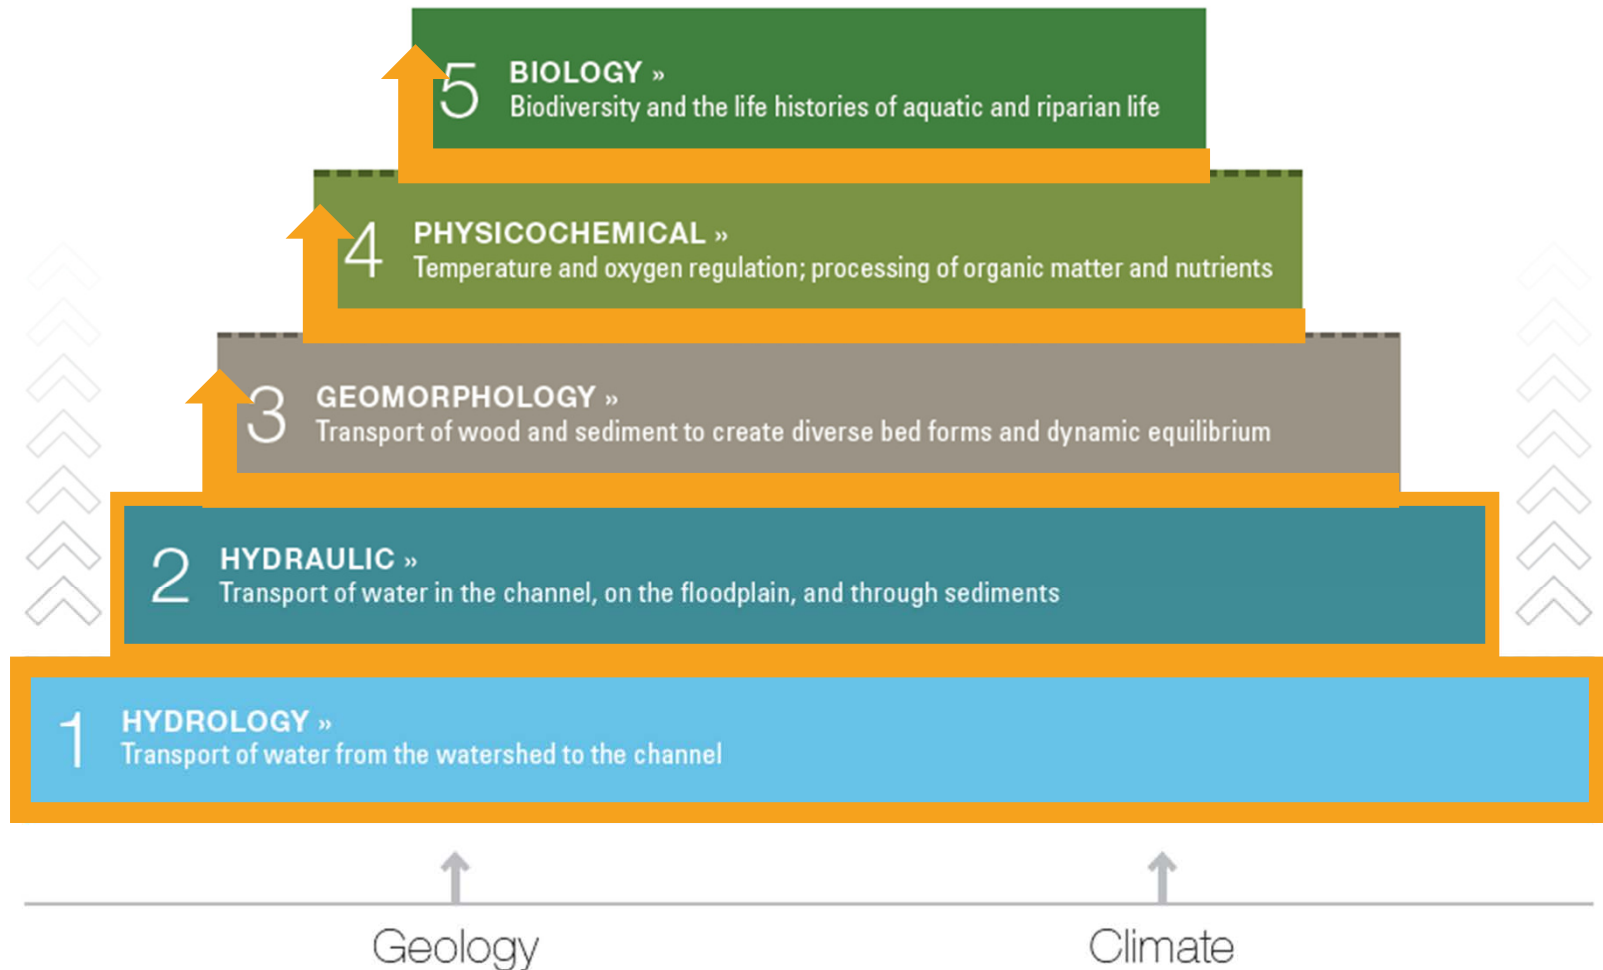 5
BIOLOGY »
Biodiversity and the life histories of aquatic and riparian life
4
PHYSICOCHEMICAL »
Temperature and oxygen regulation; processing of organic matter and nutrients
3
GEOMORPHOLOGY »
Transport of wood and sediment to create diverse bed forms and dynamic equilibrium
2
HYDRAULIC »
Transport of water in the channel, on the floodplain, and through sediments
1
HYDROLOGY »
Transport of water from the watershed to the channel
Geology
Climate